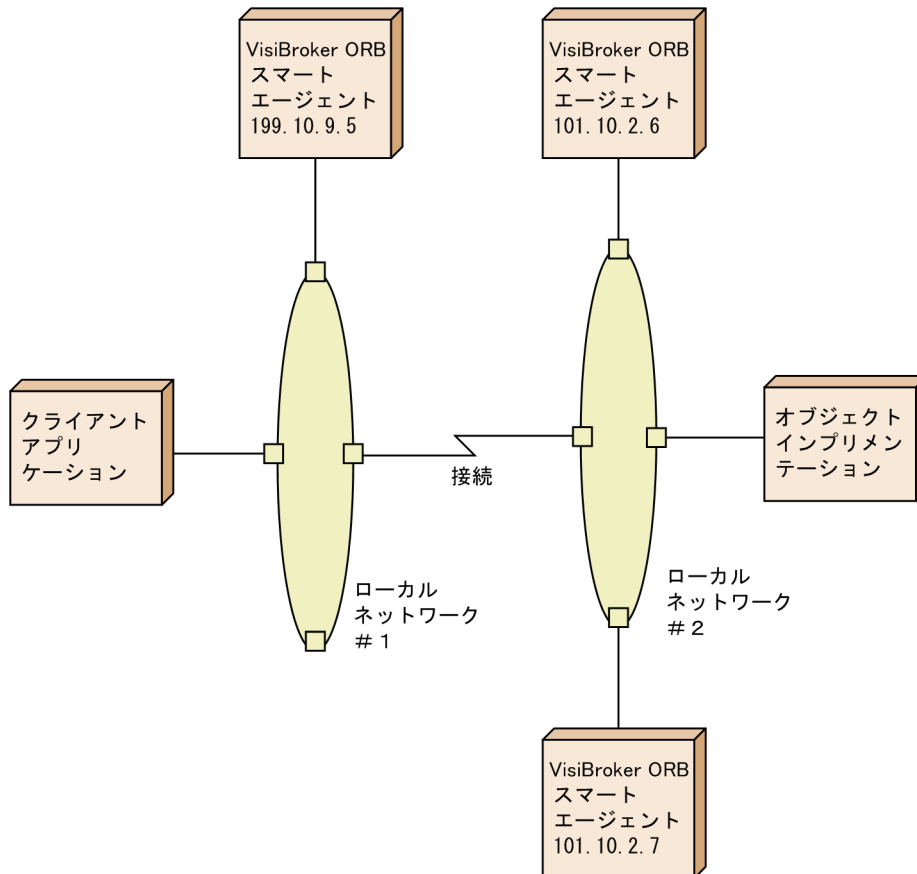 VisiBroker ORB
スマート
エージェント
199.10.9.5
VisiBroker ORB
スマート
エージェント
101.10.2.6
クライアント
アプリ
ケーション
接続
オブジェクト
インプリメン
テーション
ローカル
ネットワーク
＃１
ローカル
ネットワーク
＃２
VisiBroker ORB
スマート
エージェント
101.10.2.7